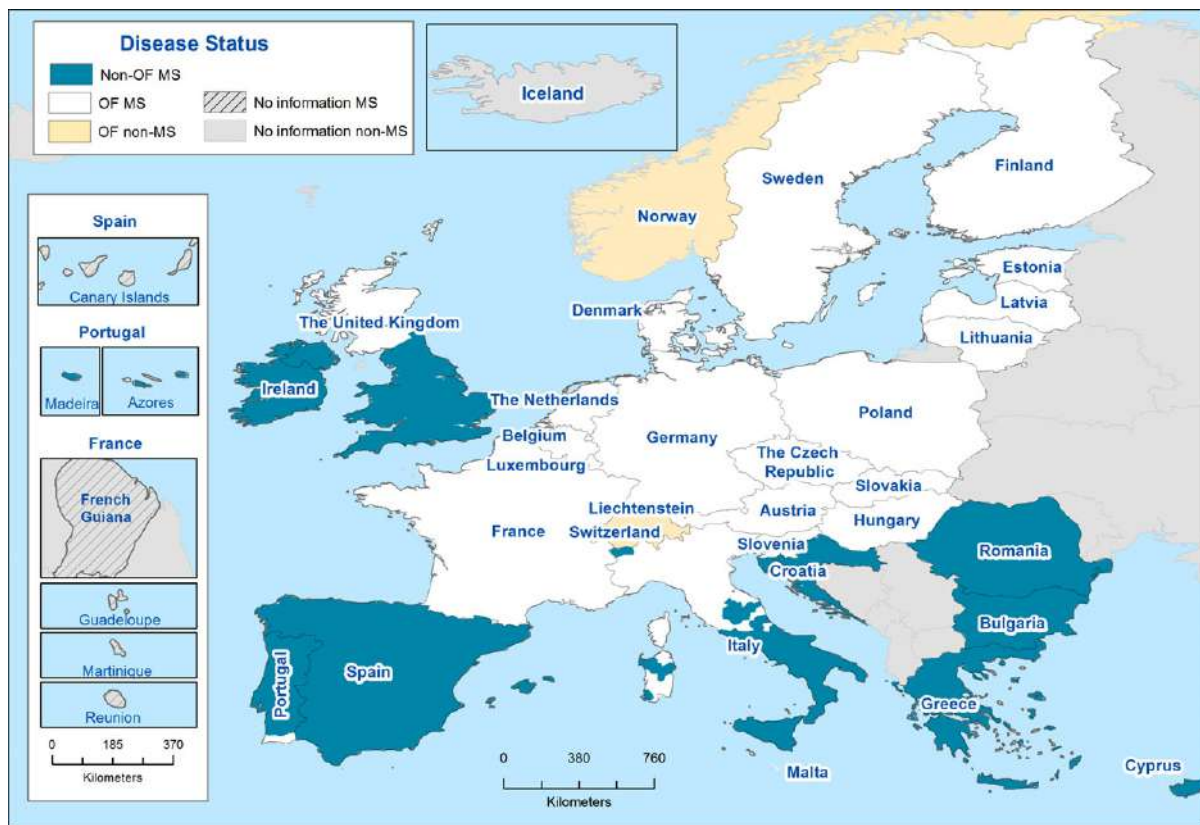 Disease Status
Non-OF MS
OF MS
No information MS
OF non-MS
No information non-MS
Iceland
Spain
Canary Islands
Portugal
Madeira
Azores
France
French
Guiana
Guadeloupe
Martinique
Reunion
0 185 370
Kilometers
Norway
Sweden
Finland
Estonia
Latvia
Lithuania
Denmark
The United Kingdom
Ireland
The Netherlands
Belgium
Luxembourg
Germany
Poland
The Czech
Republic
Slovakia
Liechtenstein
Austria
Hungary
France
Switzerland
Slovenia
Croatia
Romania
Bulgaria
Italy
Portugal
Spain
Greece
Malta
Cyprus
0 380 760
Kilometers